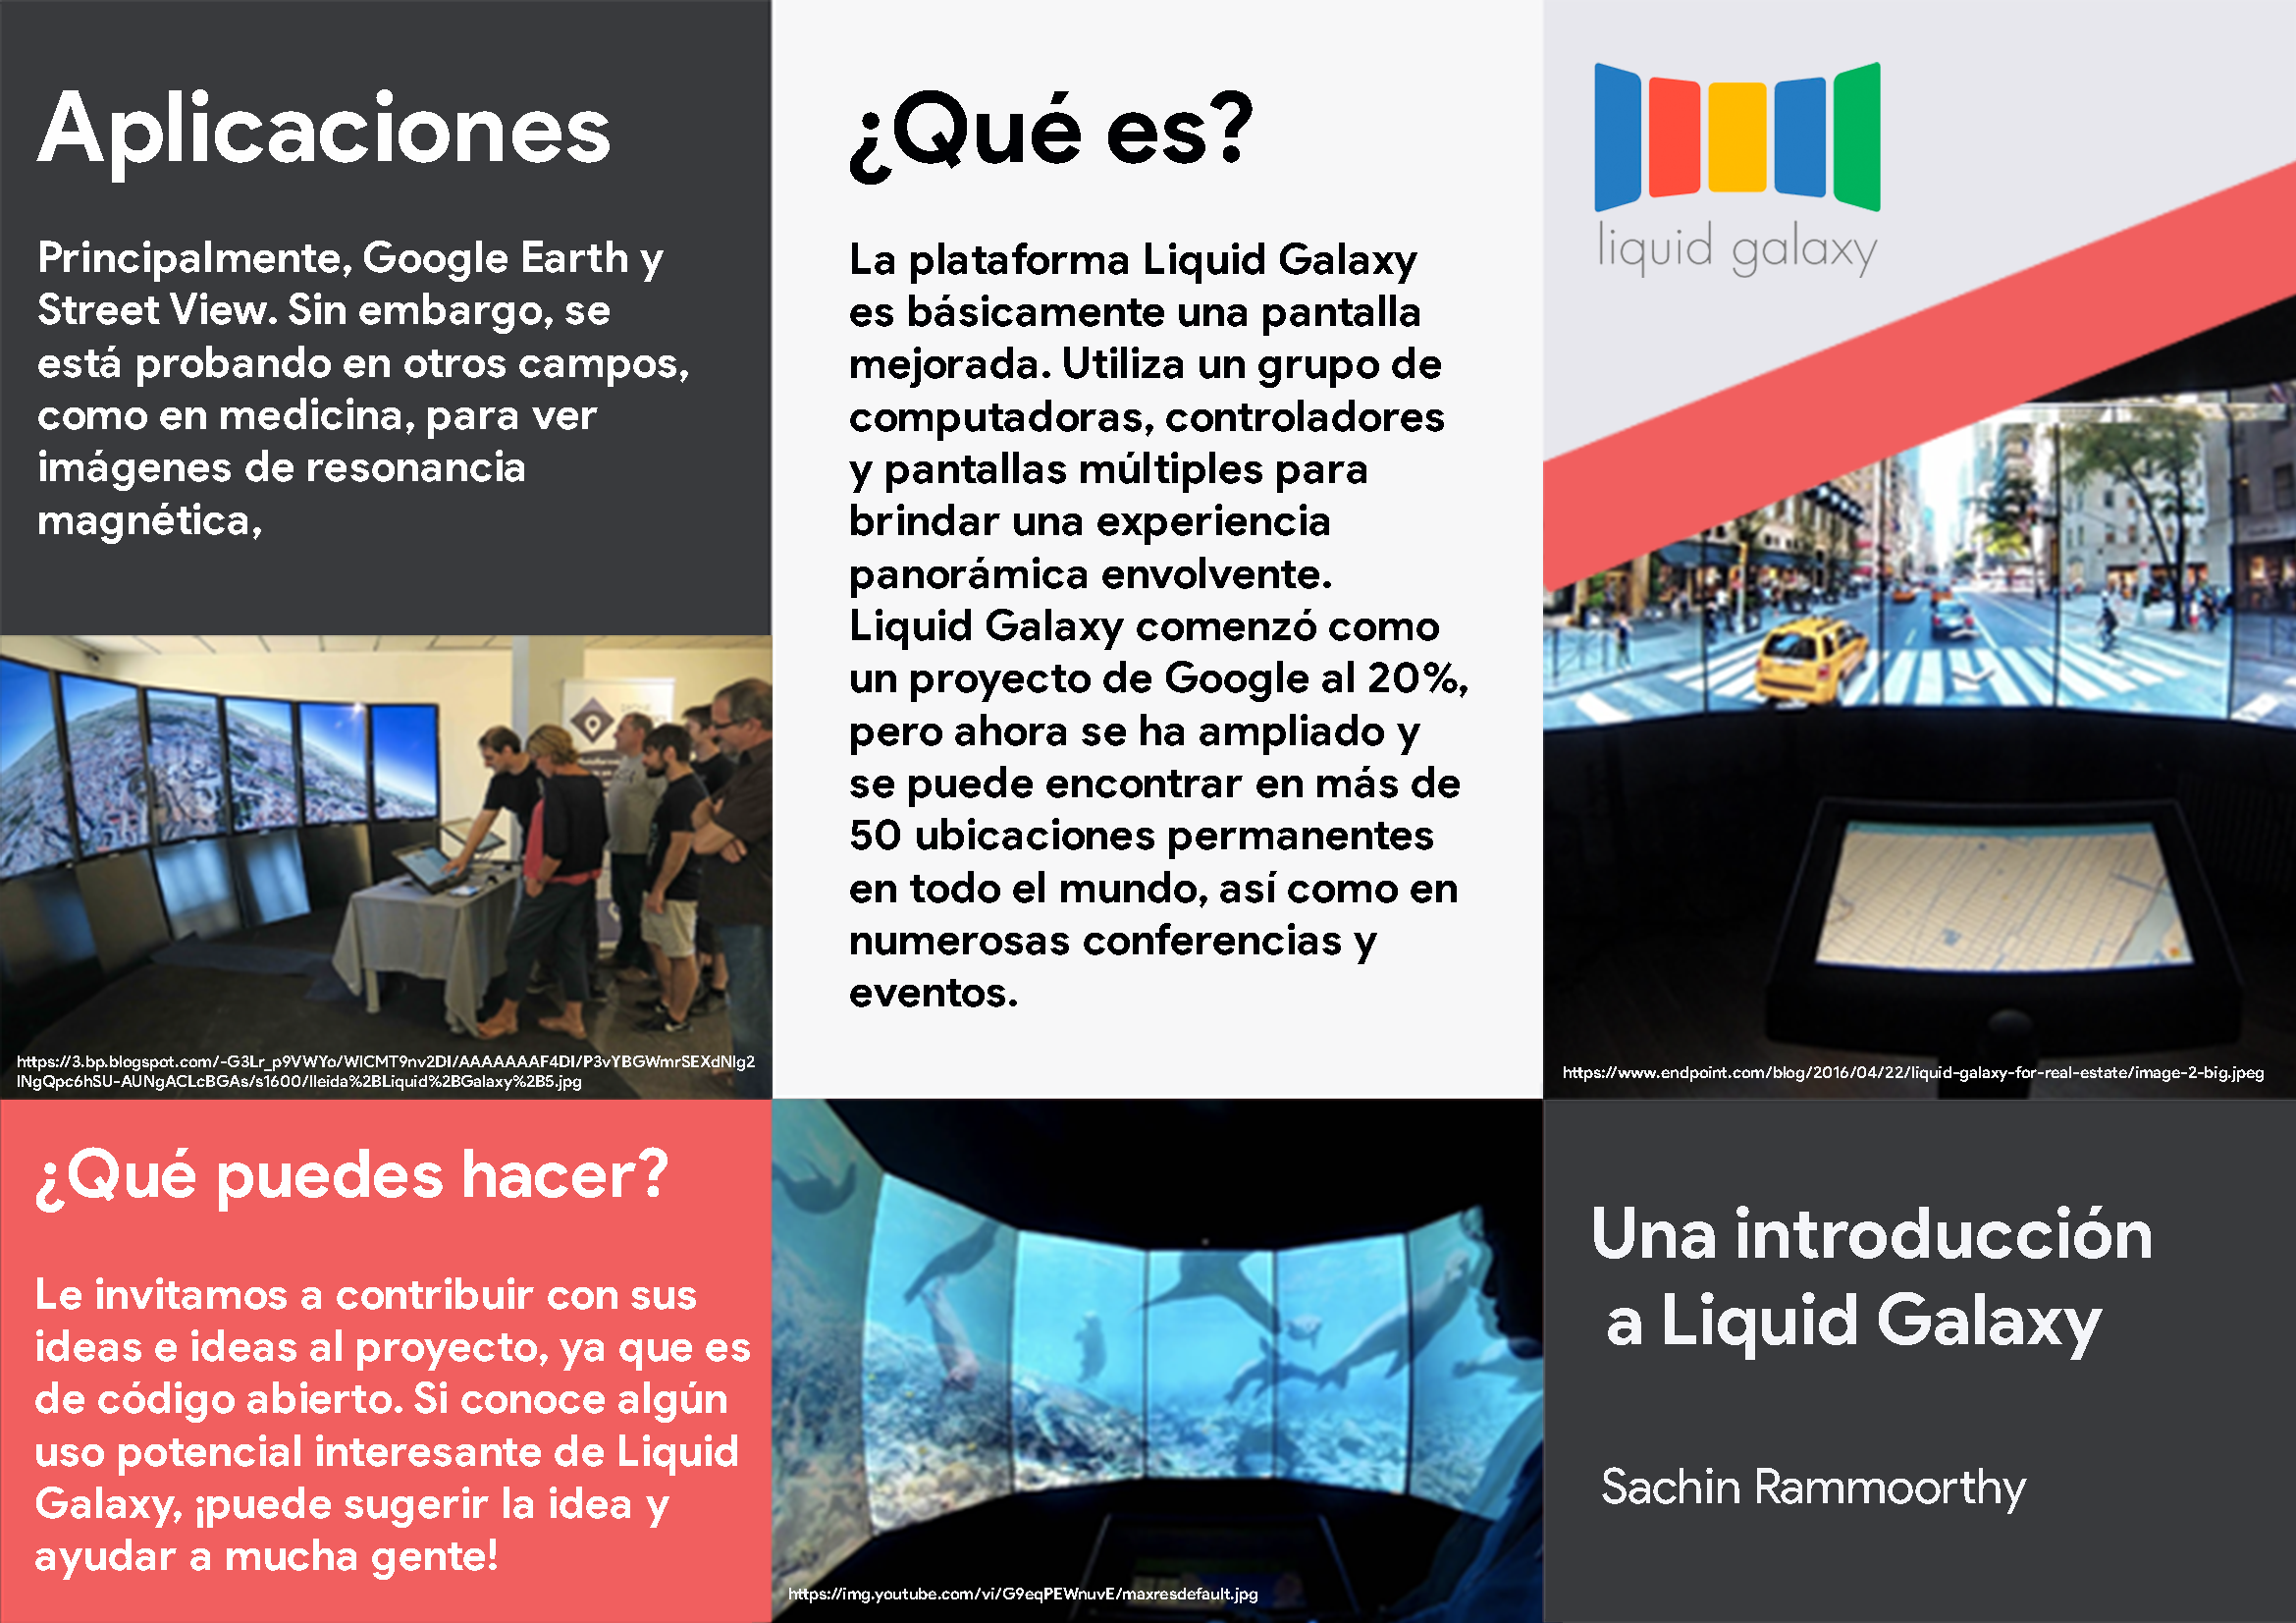 Aplicaciones
Principalmente, Google Earth y
Street View. Sin embargo, se
está probando en otros campos,
como en medicina, para ver
imágenes de resonancia
magnética,
https://3.bp.blogspot.com/-G3Lr_p9VWYo/WlCMT9nv2DI/AAAAAAAF4DI/P3vYBGWmrSEXdNlg2
lNgQpc6hSU-AUNgACLcBGAs/s1600/lleida%2BLiquid%2BGalaxy%2B5.jpg
¿Qué puedes hacer?
Le invitamos a contribuir con sus
ideas e ideas al proyecto, ya que es
de código abierto. Si conoce algún
uso potencial interesante de Liquid
Galaxy, ¡puede sugerir la idea y
ayudar a mucha gente!
¿Qué es?
La plataforma Liquid Galaxy
es básicamente una pantalla
mejorada. Utiliza un grupo de
computadoras, controladores
y pantallas múltiples para
brindar una experiencia
panorámica envolvente.
Liquid Galaxy comenzó como
un proyecto de Google al 20%,
pero ahora se ha ampliado y
se puede encontrar en más de
50 ubicaciones permanentes
en todo el mundo, así como en
numerosas conferencias y
eventos.
https://img.youtube.com/vi/G9eqPEWnuvE/maxresdefault.jpg
liquid galaxy
https://www.endpoint.com/blog/2016/04/22/liquid-galaxy-for-real-estate/image-2-big.jpeg
Una introducción
a Liquid Galaxy
Sachin Rammoorthy